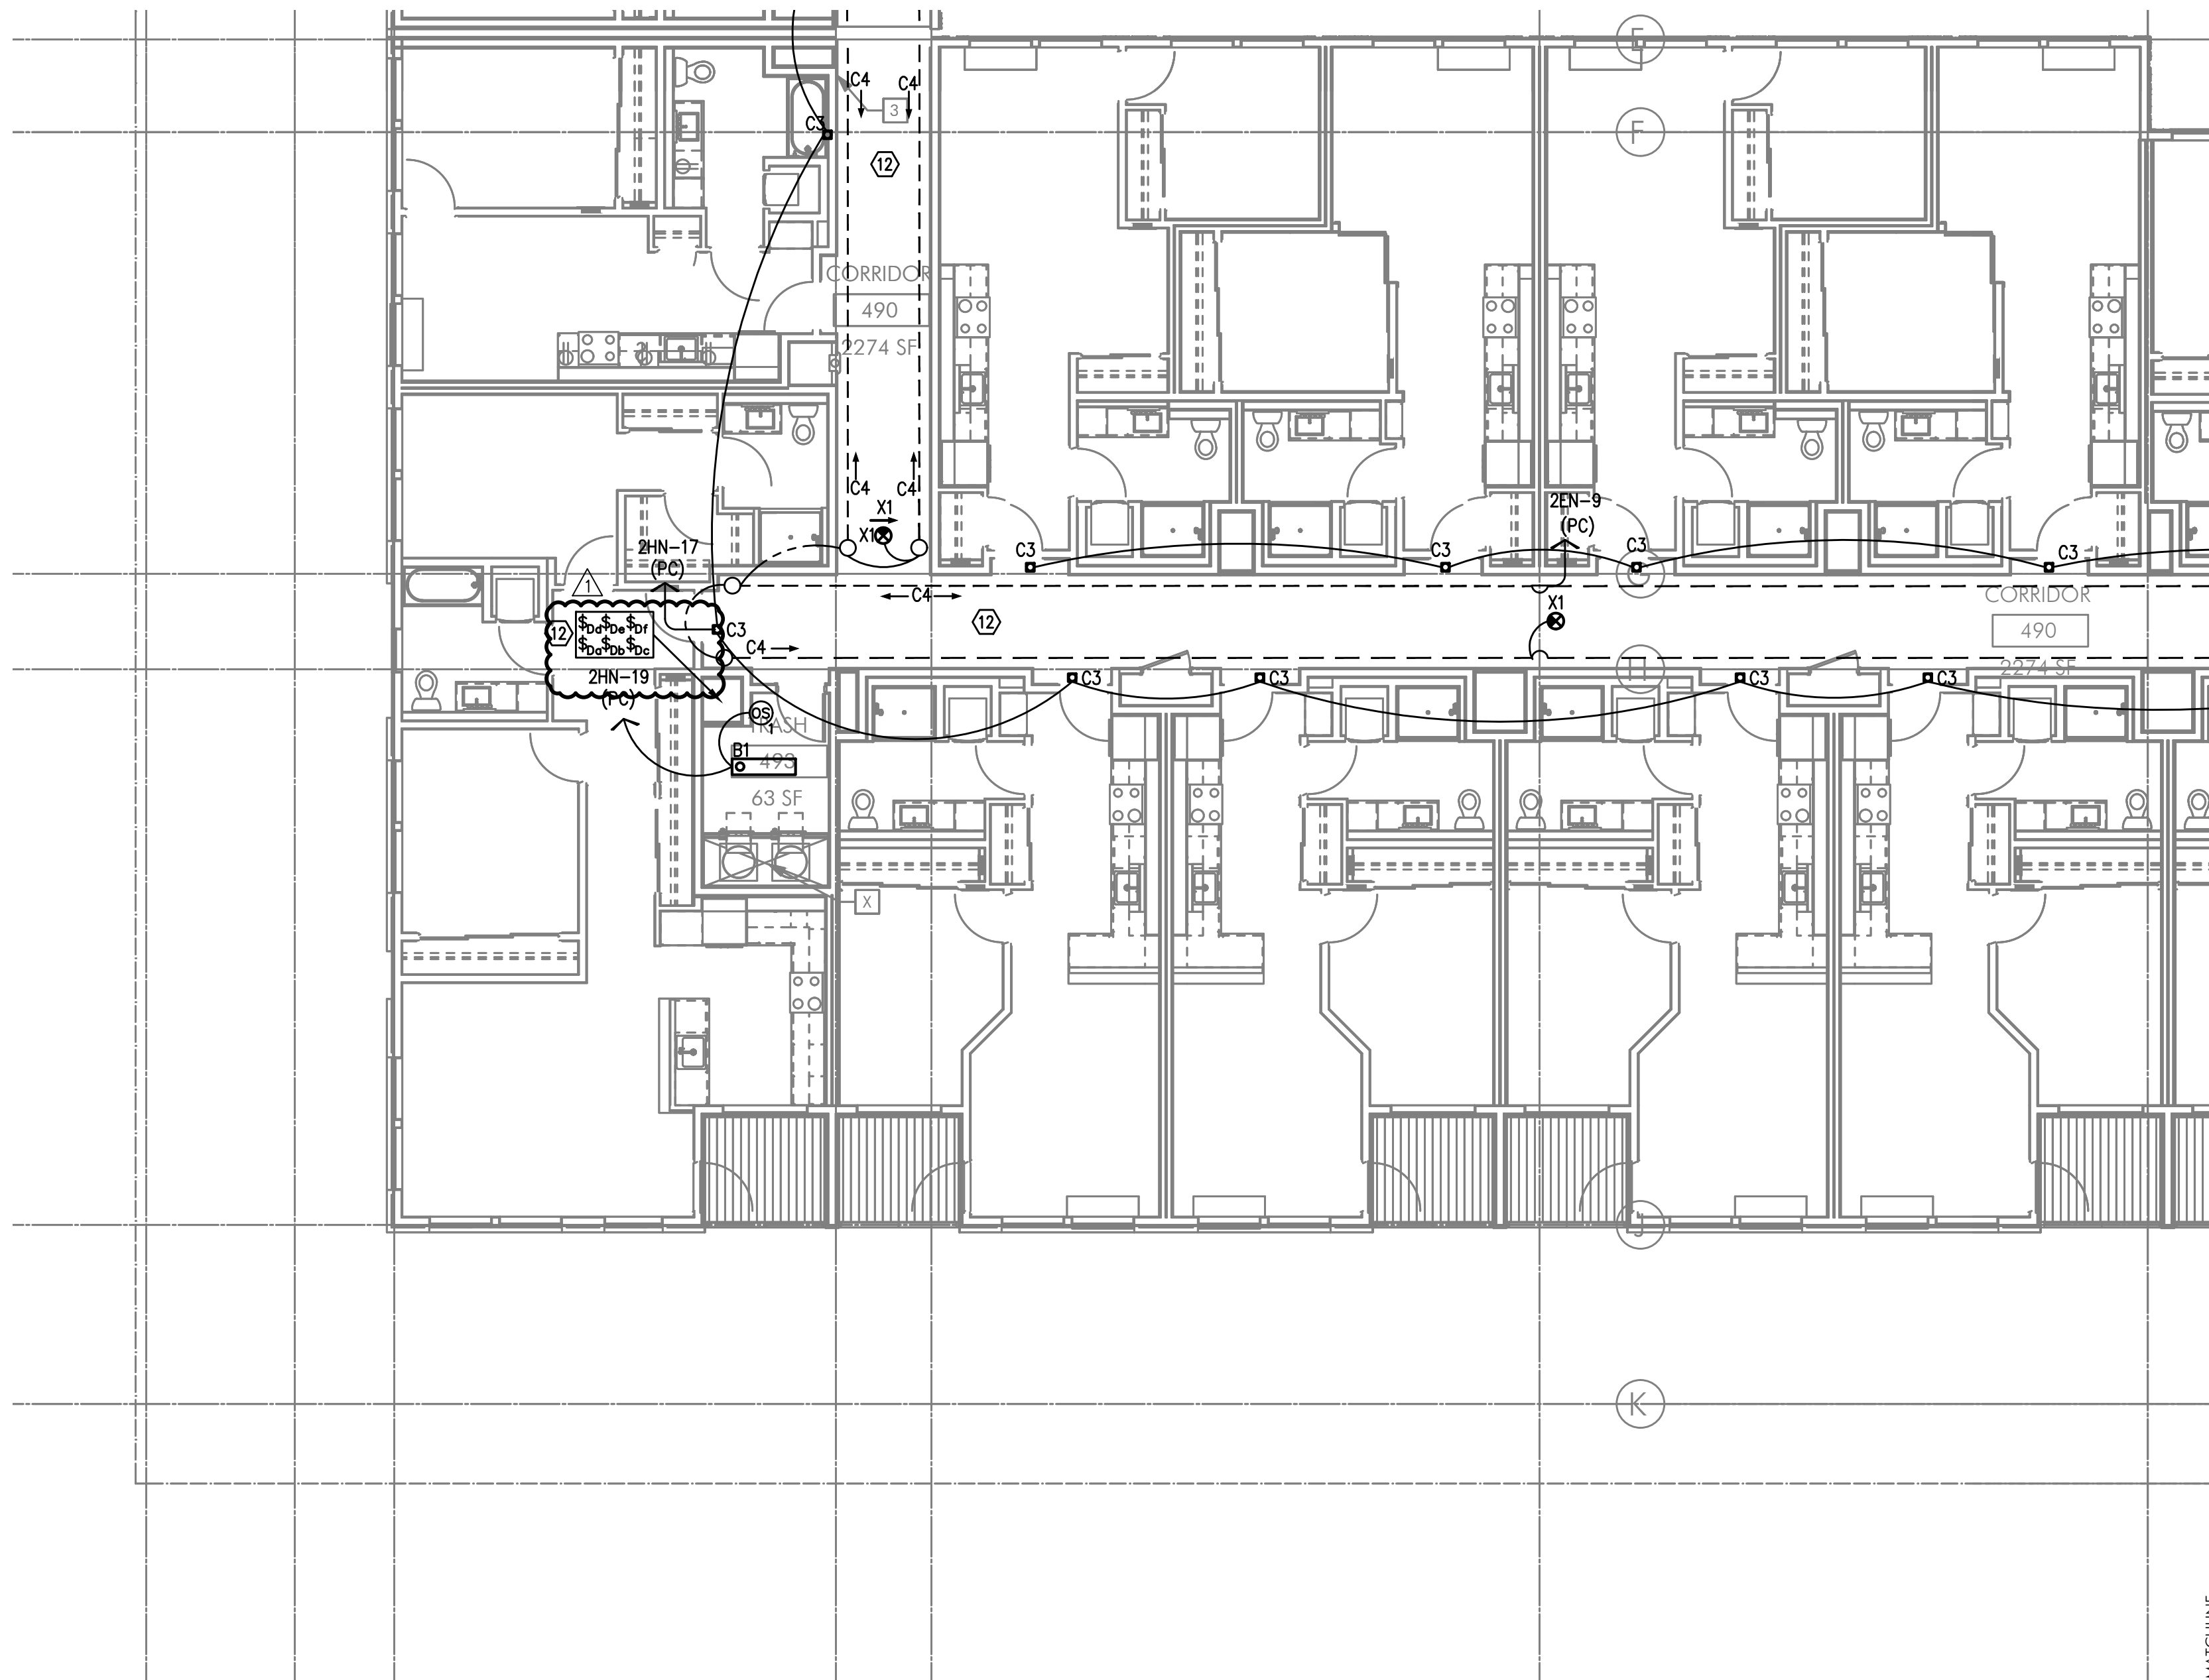 E
C4
C4
3
C3
F
12
CORRIDOR
490
2274 SF
C4
C4
X1
X1
2EN-9
(PC)
2HN-17
(PC)
C3
C3
C3
C3
G
1
C4
CORRIDOR
X1
12
12
$Dd$De$Df
$Da$Db$Dc
C3
490
C4
2274 SF
H
2HN-19
(PC)
C3
C3
C3
C3
OS
1
TRASH
B1
493
63 SF
X
J
K
MATCHLINE